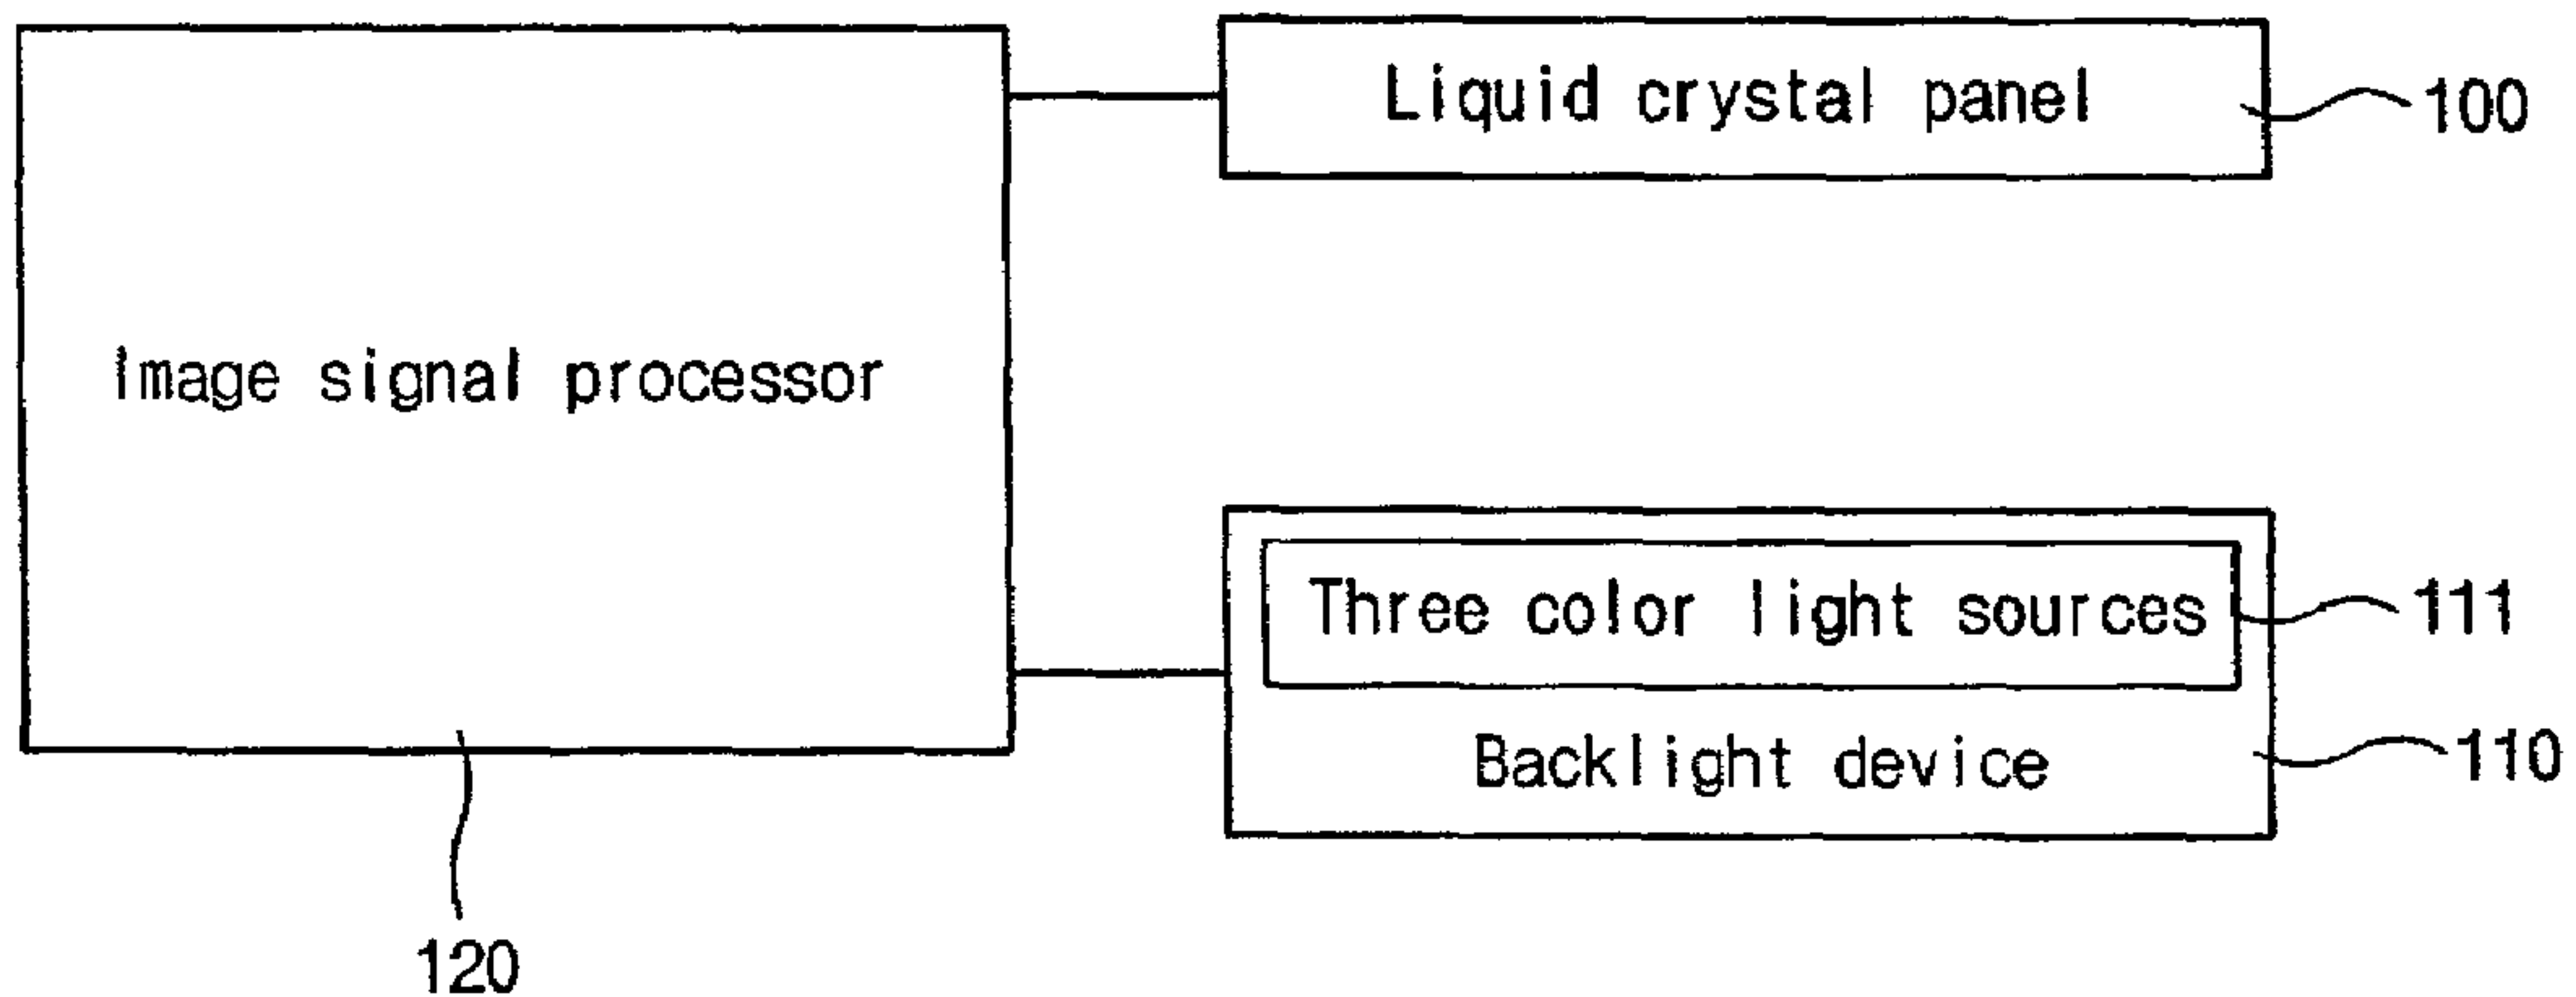 Liquid crystal panel
100
Image signal processor
Three color light sources
111
Backlight device
110
120